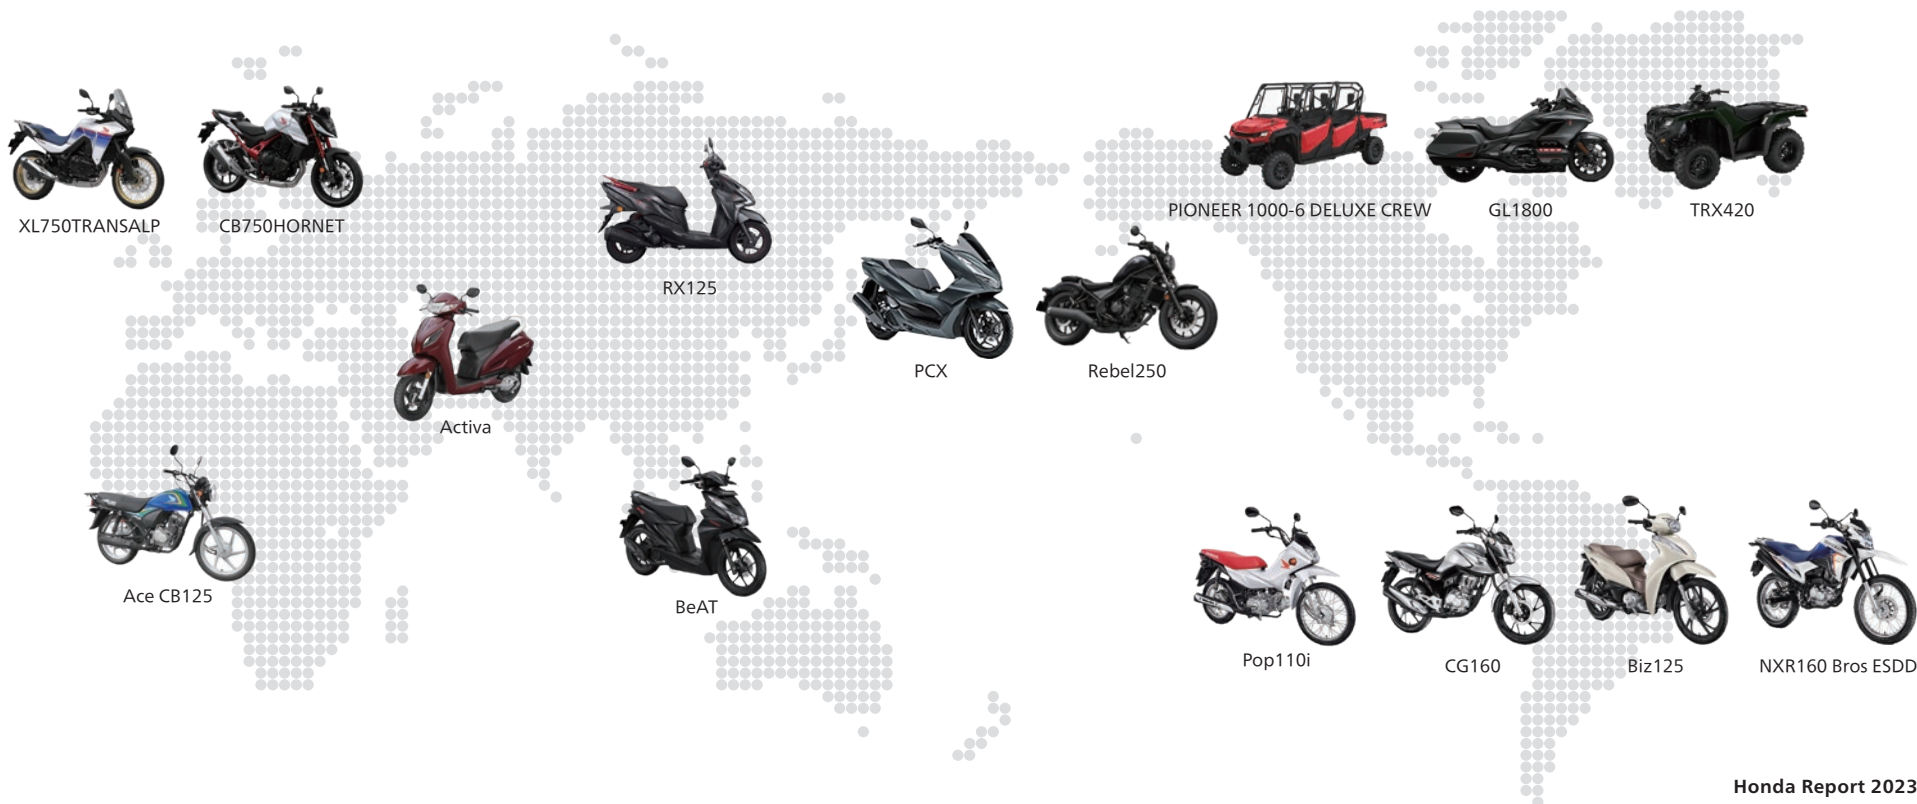 XL750TRANSALP
CB750HORNET
PIONEER 1000-6 DELUXE CREW
GL1800
TRX420
RX125
PCX
Rebel250
Activa
Ace CB125
BeAT
Pop110i
CG160
Biz125
NXR160 Bros ESDD
Honda Report 2023